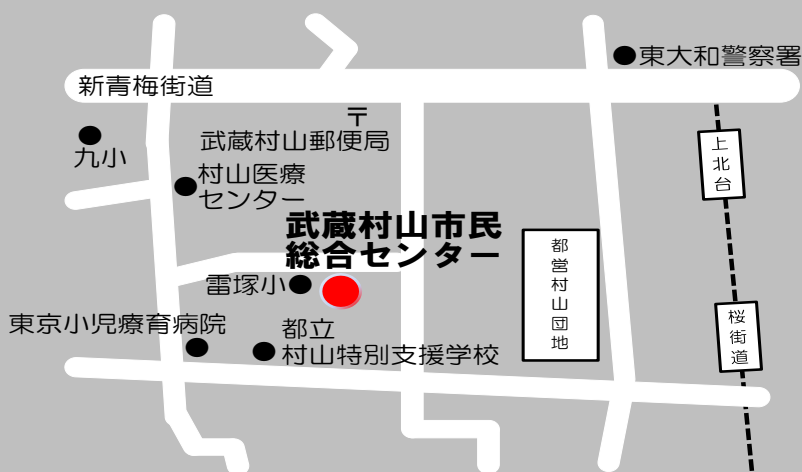 東大和警察署
新青梅街道
〒
武蔵村山郵便局
九小
村山医療
センター
上北台
武蔵村山市民
総合センター
都営村山団地
雷塚小
東京小児療育病院
都立
村山特別支援学校
桜街道